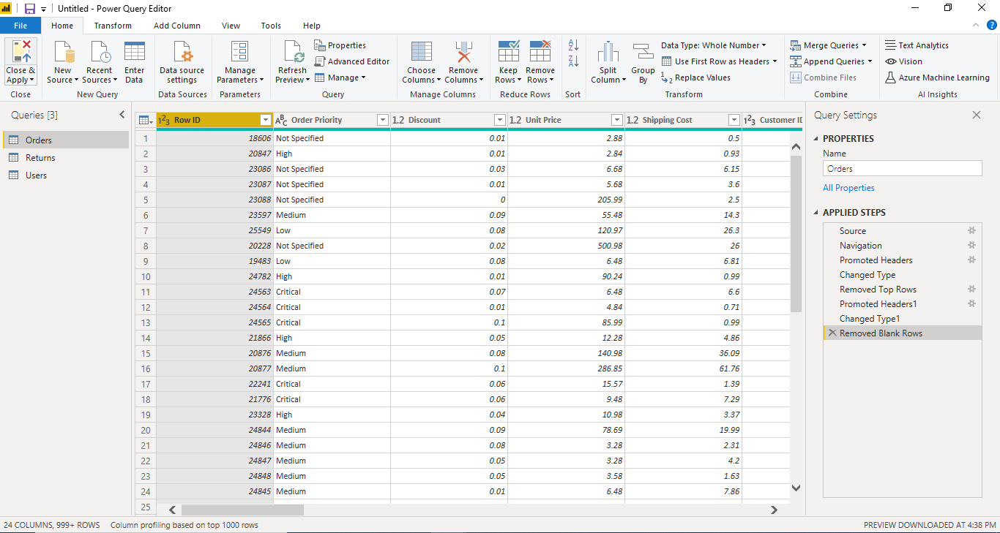 Untitled - Power Query Editor
File Home Transform Add Column View Tools Help
Close & Apply
New Source
Recent Sources
Enter Data
Data source settings
Manage Parameters
Refresh Preview
Properties
Advanced Editor
Manage
Choose Columns
Remove Columns
Keep Rows
Remove Rows
A Z
Z A
Split Column
Group By
Data Type: Whole Number
Use First Row as Headers
1 2 Replace Values
Merge Queries
Append Queries
Combine Files
Text Analytics
Vision
Azure Machine Learning
Close New Query Data Sources Parameters Query Manage Columns Reduce Rows Sort Transform Combine AI Insights
Queries [3]
Orders
Returns
Users
123 Row ID ABC Order Priority 1.2 Discount 1.2 Unit Price 1.2 Shipping Cost 123 Customer ID
1 18606 Not Specified 0.01 2.88 0.5
2 20847 High 0.01 2.84 0.93
3 23086 Not Specified 0.03 6.68 6.15
4 23087 Not Specified 0.01 5.68 3.6
5 23088 Not Specified 0 205.99 2.5
6 23597 Medium 0.09 55.48 14.3
7 25549 Low 0.08 120.97 26.3
8 20228 Not Specified 0.02 500.98 26
9 19483 Low 0.08 6.48 6.81
10 24782 High 0.01 90.24 0.99
11 24563 Critical 0.07 6.48 6.6
12 24564 Critical 0.01 4.84 0.71
13 24565 Critical 0.1 85.99 0.99
14 21866 High 0.05 12.28 4.86
15 20876 Medium 0.08 140.98 36.09
16 20877 Medium 0.1 286.85 61.76
17 22241 Critical 0.06 15.57 1.39
18 21776 Critical 0.06 9.48 7.29
19 23328 High 0.04 10.98 3.37
20 24844 Medium 0.09 78.69 19.99
21 24846 Medium 0.08 3.28 2.31
22 24847 Medium 0.05 3.28 4.2
23 24848 Medium 0.05 3.58 1.63
24 24845 Medium 0.01 6.48 7.86
25
Query Settings
PROPERTIES
Name
Orders
All Properties
APPLIED STEPS
Source
Navigation
Promoted Headers
Changed Type
Removed Top Rows
Promoted Headers1
Changed Type1
Removed Blank Rows
24 COLUMNS, 999+ ROWS Column profiling based on top 1000 rows PREVIEW DOWNLOADED AT 4:38 PM